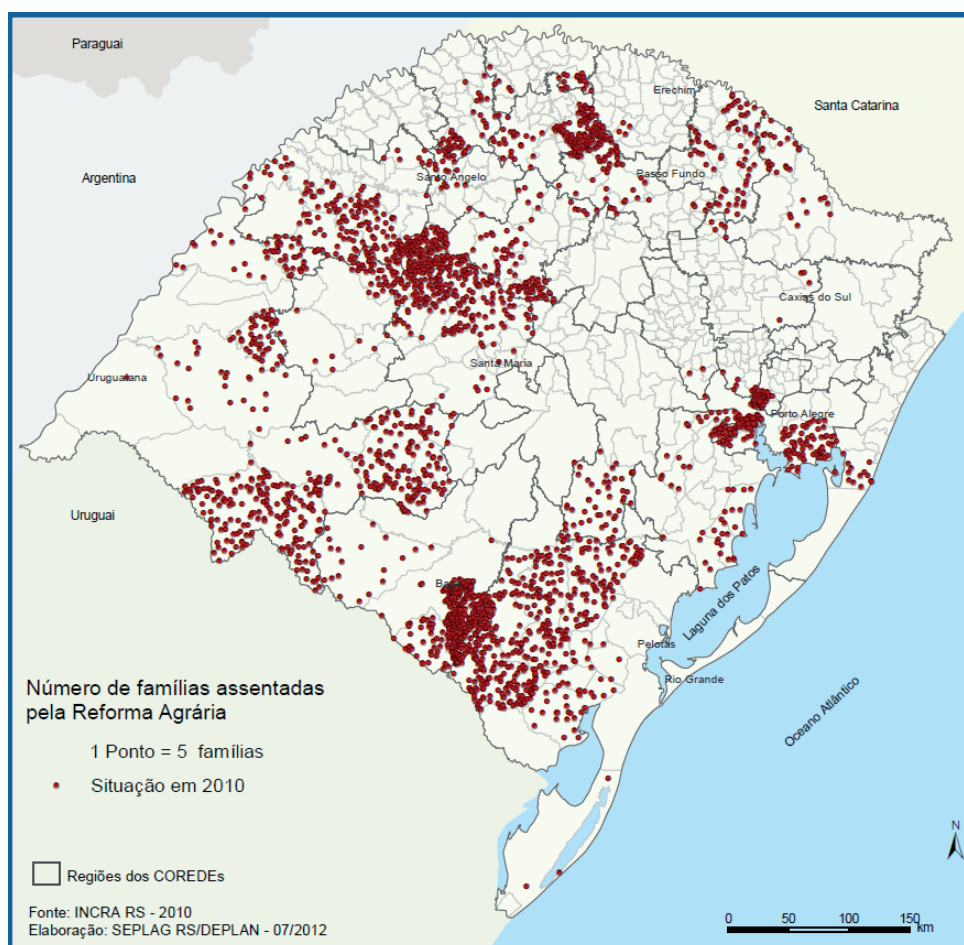 Paraguai
Erechim
Santa Catarina
Argentina
Santo Angelo
Passo Fundo
Caxias do Sul
Santa Maria
Uruguaiana
Porto Alegre
Uruguai
Bagé
Laguna dos Patos
Pelotas
Rio Grande
Oceano Atlântico
Número de famílias assentadas
pela Reforma Agrária
1 Ponto = 5 famílias
Situação em 2010
Regiões dos COREDEs
Fonte: INCRA RS - 2010
Elaboração: SEPLAG RS/DEPLAN - 07/2012
N
0 50 100 150
km